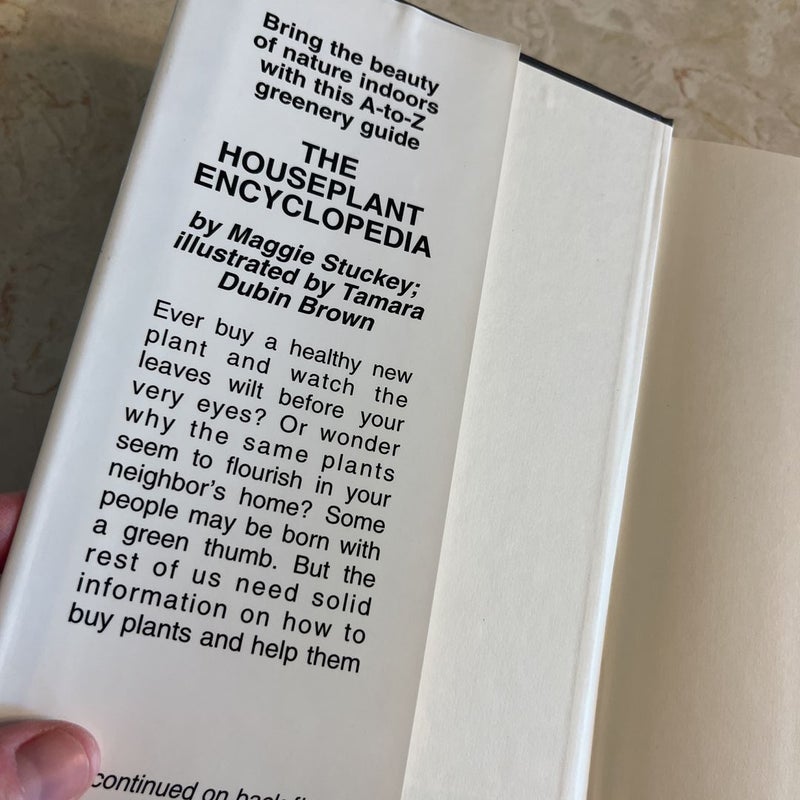 Bring the beauty
of nature indoors
with this A-to-Z
greenery guide
THE
HOUSEPLANT
ENCYCLOPEDIA
by Maggie Stuckey;
illustrated by Tamara
Dubin Brown
Ever buy a healthy new
plant and watch the
leaves wilt before your
very eyes? Or wonder
why the same plants
seem to flourish in your
neighbor's home? Some
people may be born with
a green thumb. But the
rest of us need solid
information on how to
buy plants and help them
continued on back